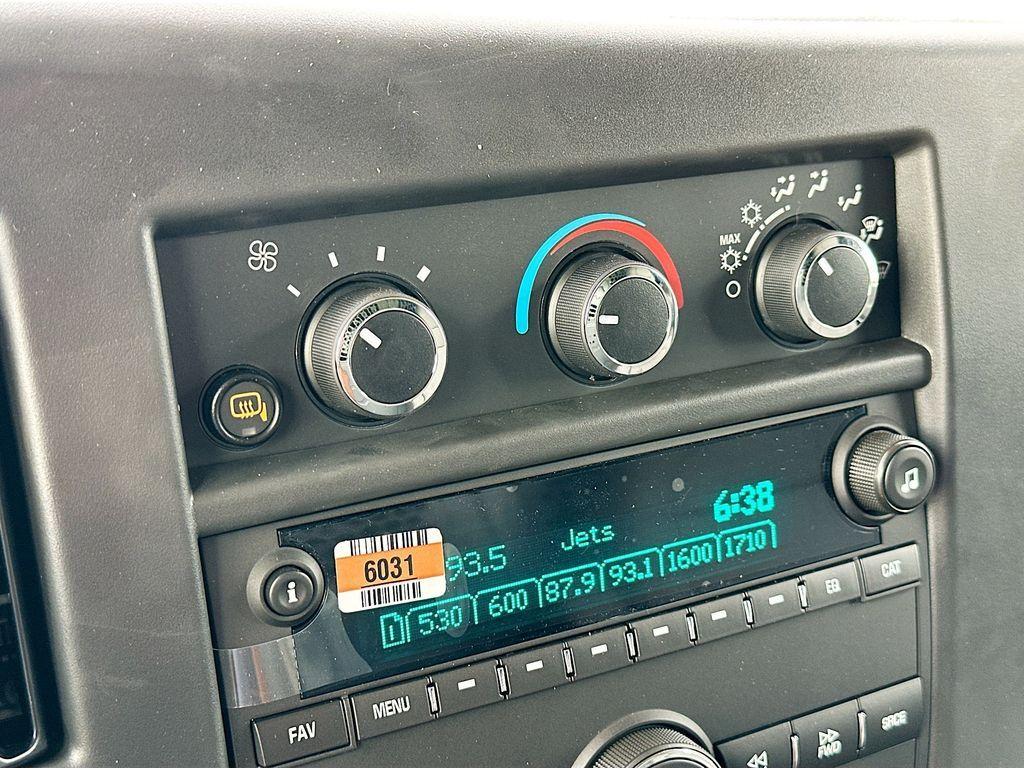 MAX
6:38
93.5 Jets
6031
1 530 600 87.9 93.1 1600 1710
i
CAT
EQ
MENU
FAV
SRCE
FWD